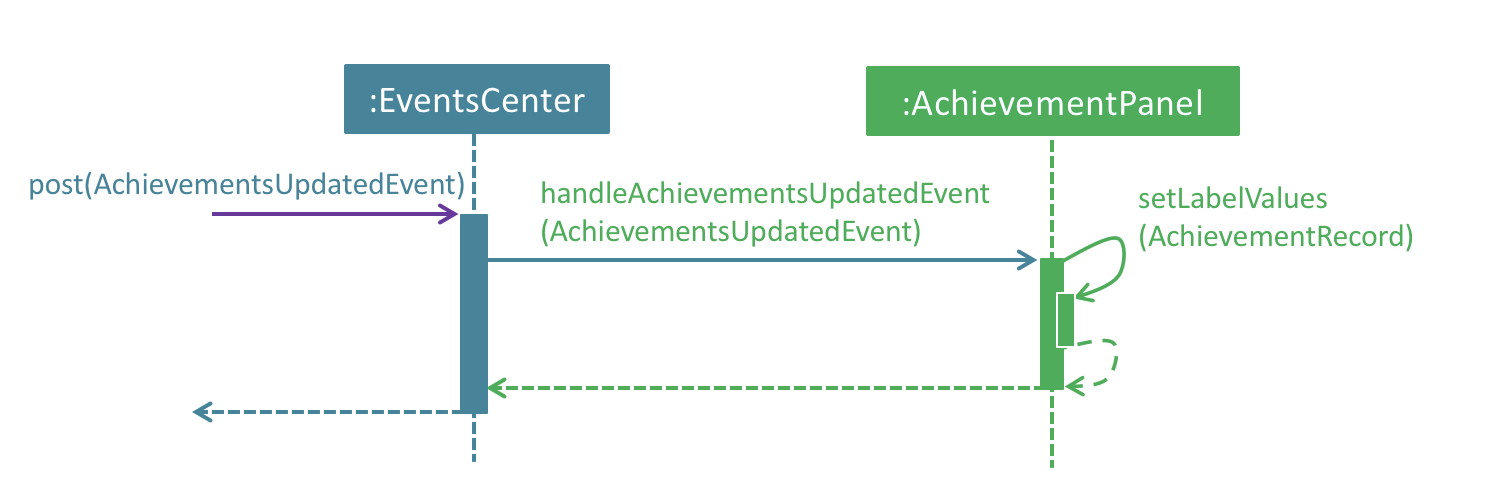 :EventsCenter
:AchievementPanel
post(AchievementsUpdatedEvent)
handleAchievementsUpdatedEvent
(AchievementsUpdatedEvent)
setLabelValues
(AchievementRecord)